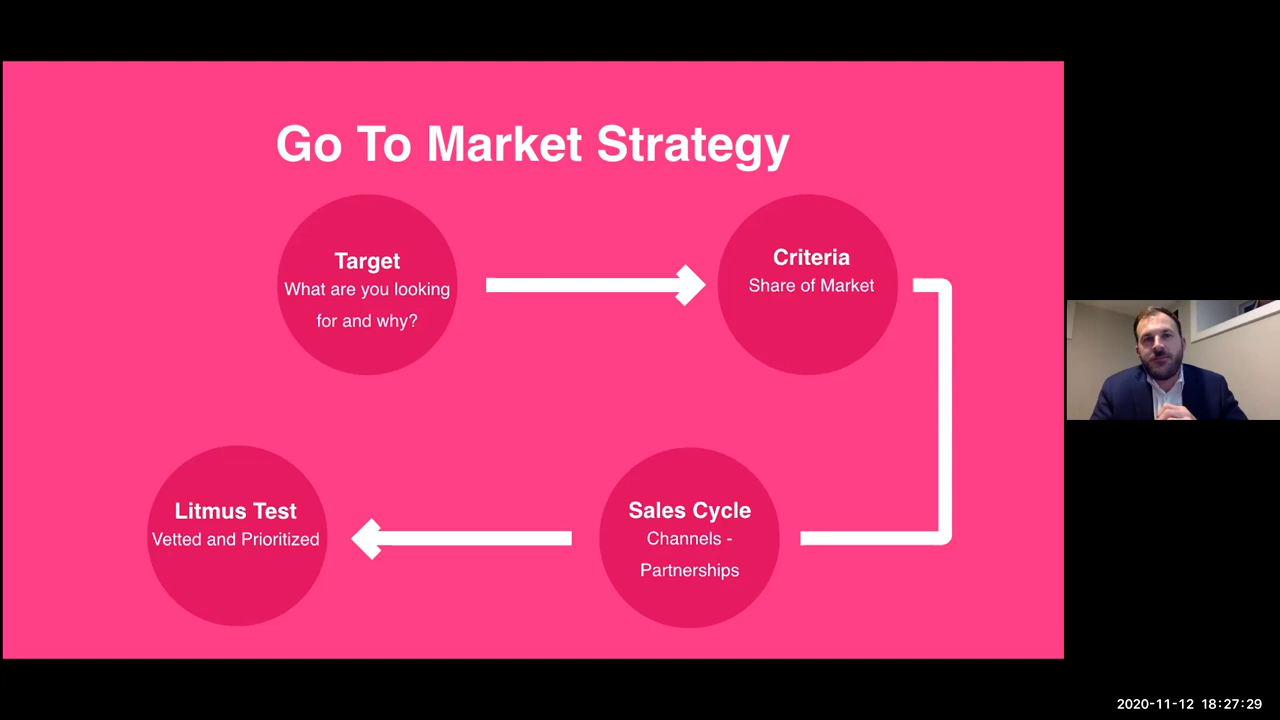 Go To Market Strategy
Target
What are you looking
for and why?
Criteria
Share of Market
Litmus Test
Vetted and Prioritized
Sales Cycle
Channels -
Partnerships
2020-11-12 18:27:29